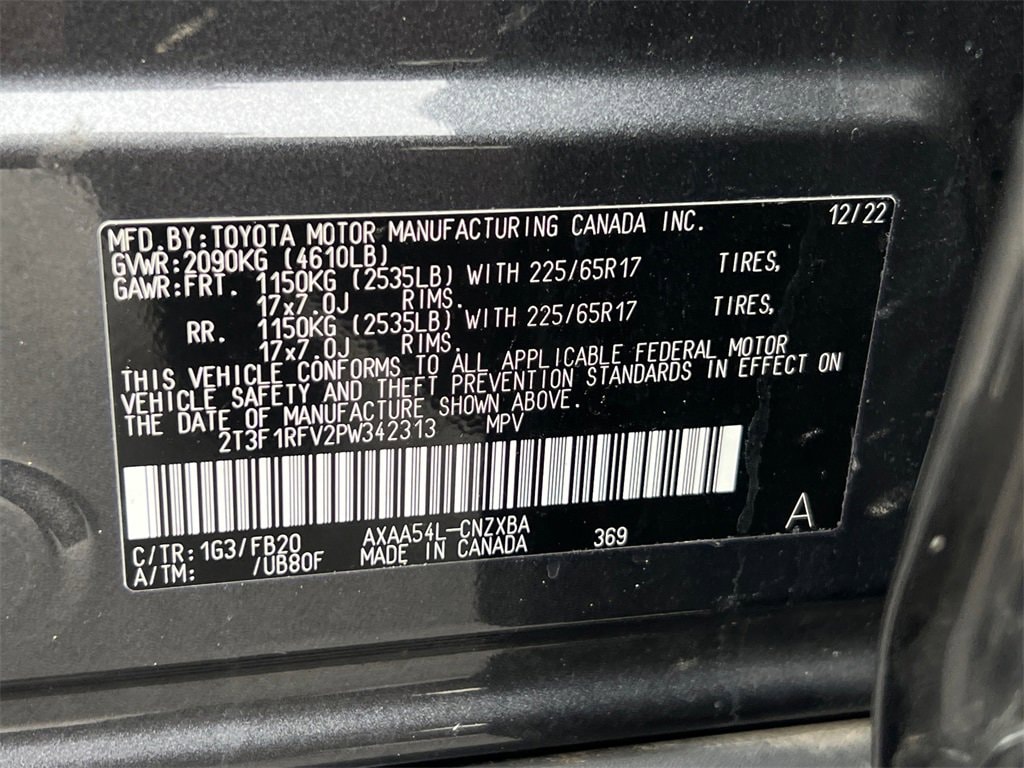 MFD.BY:TOYOTA MOTOR MANUFACTURING CANADA INC. 12/22
GVWR:2090KG (4610LB)
GAWR:FRT. 1150KG (2535LB) WITH 225/65R17 TIRES,
17x7.0J RIMS.
RR. 1150KG (2535LB) WITH 225/65R17 TIRES,
17x7.0J RIMS.
THIS VEHICLE CONFORMS TO ALL APPLICABLE FEDERAL MOTOR
VEHICLE SAFETY AND THEFT PREVENTION STANDARDS IN EFFECT ON
THE DATE OF MANUFACTURE SHOWN ABOVE.
2T3F1RFV2PW342313 MPV
C/TR: 1G3/FB20 AXAA54L-CNZXBA 369 A
A/TM: /UB80F MADE IN CANADA